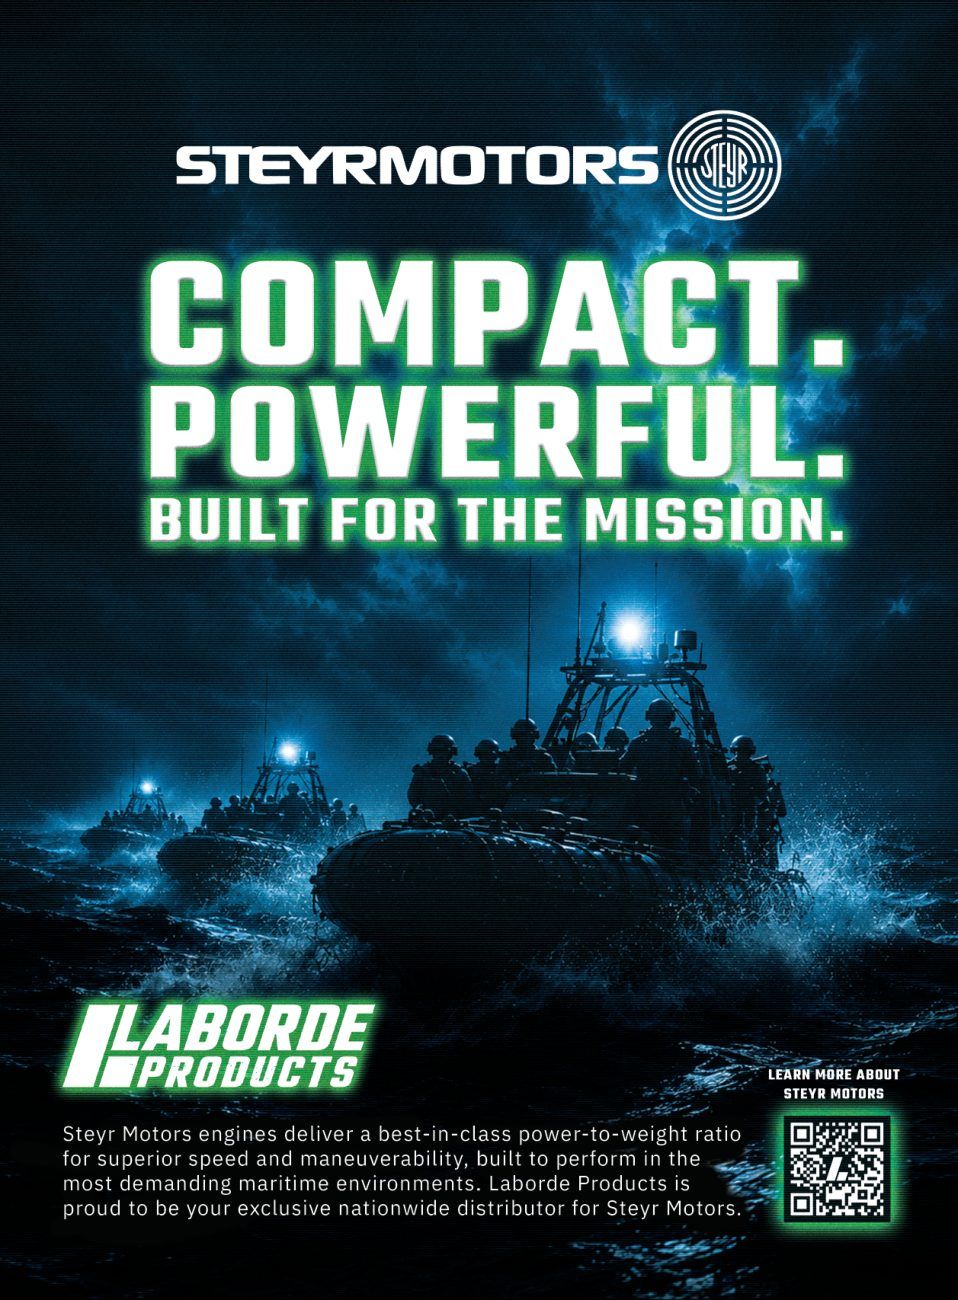 STEYRMOTORS STEYR
COMPACT.
POWERFUL.
BUILT FOR THE MISSION.
LABORDE
PRODUCTS
Steyr Motors engines deliver a best-in-class power-to-weight ratio
for superior speed and maneuverability, built to perform in the
most demanding maritime environments. Laborde Products is
proud to be your exclusive nationwide distributor for Steyr Motors.
LEARN MORE ABOUT
STEYR MOTORS